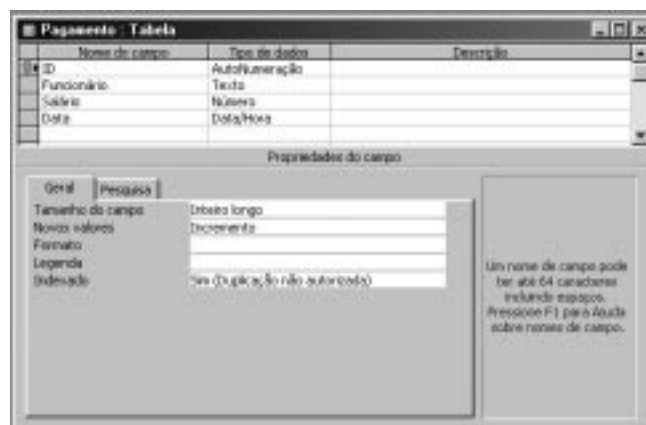 Pagamento : Tabela
Nome do campo Tipo de dados Descrição
ID AutoNumeração
Funcionário Texto
Salário Número
Data Data/Hora
Propriedades do campo
Geral Pesquisa
Tamanho do campo Inteiro longo
Novos valores Incremento
Formato
Legenda
Indexado Sim (Duplicação não autorizada)
Um nome de campo pode
ter até 64 caracteres
incluindo espaços.
Pressione F1 para Ajuda
sobre nomes de campo.